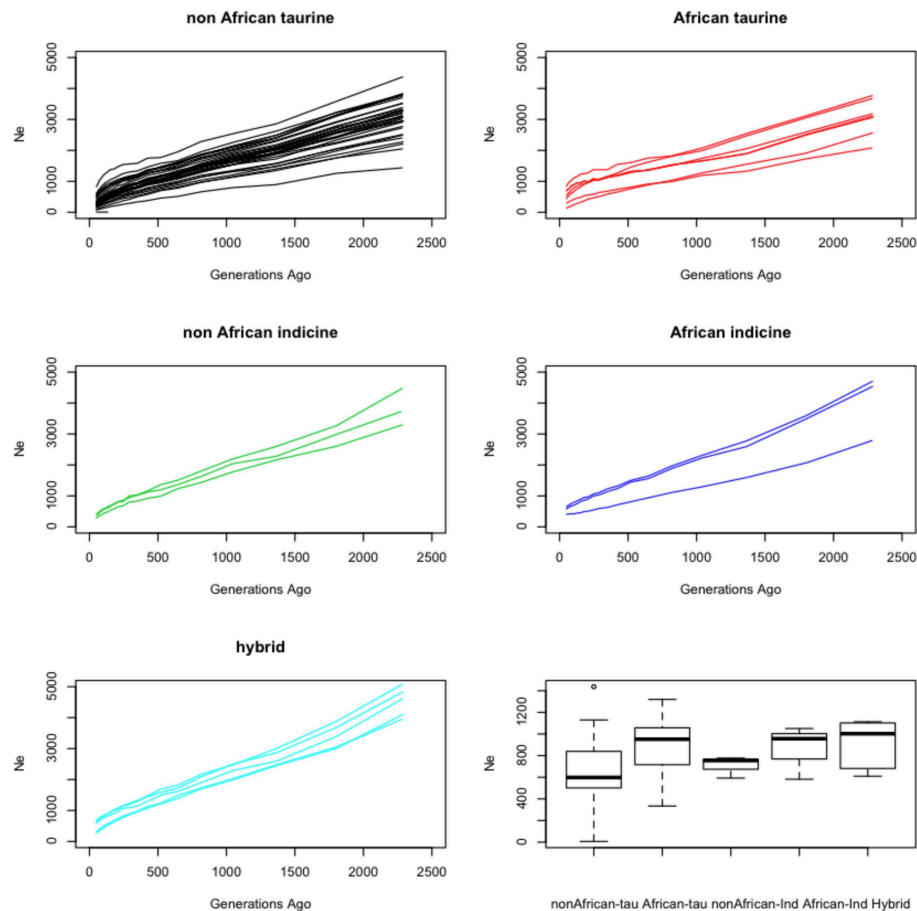 non African taurine
African taurine
5000
3000
1000
0
Ne
0 500 1000 1500 2000 2500
Generations Ago
5000
3000
1000
0
Ne
0 500 1000 1500 2000 2500
Generations Ago
non African indicine
African indicine
5000
3000
1000
0
Ne
0 500 1000 1500 2000 2500
Generations Ago
5000
3000
1000
0
Ne
0 500 1000 1500 2000 2500
Generations Ago
hybrid
5000
3000
1000
0
Ne
0 500 1000 1500 2000 2500
Generations Ago
1200
800
400
0
Ne
nonAfrican-tau African-tau nonAfrican-Ind African-Ind Hybrid